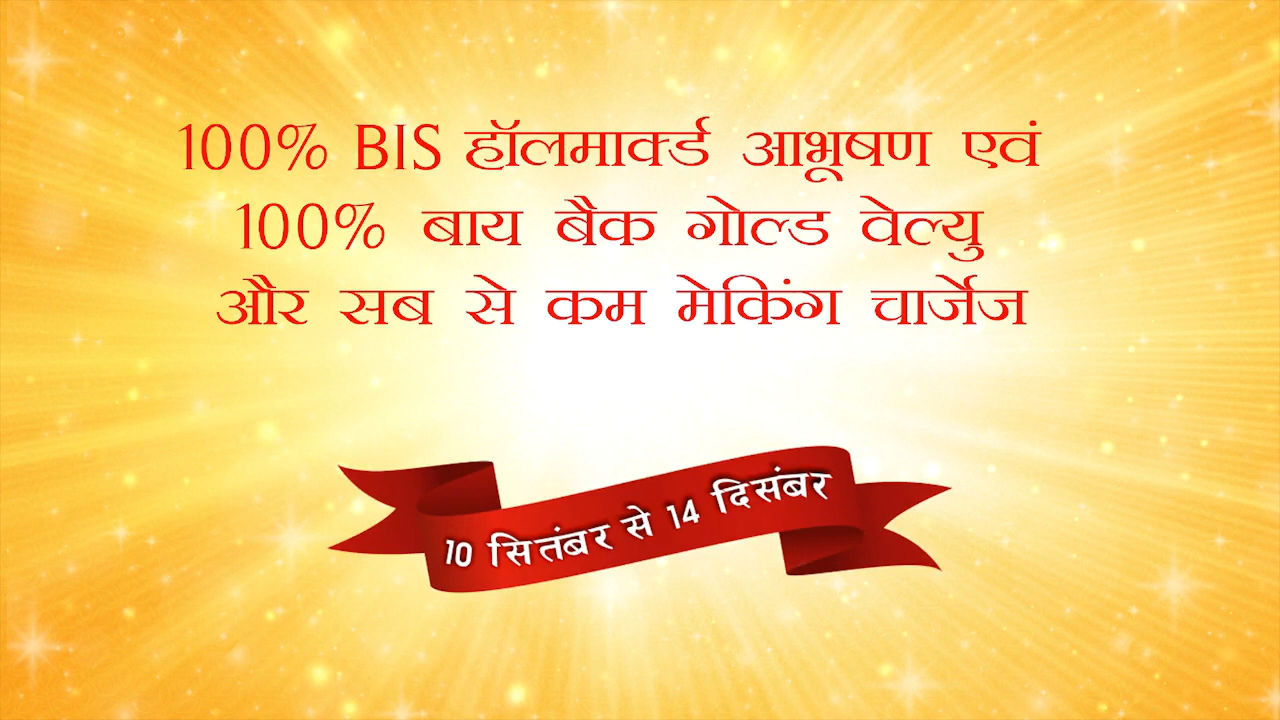 100% BIS हॉलमार्क्ड आभूषण एवं
100% बाय बैक गोल्ड वेल्यु
और सब से कम मेकिंग चार्जेज
10 सितंबर से 14 दिसंबर